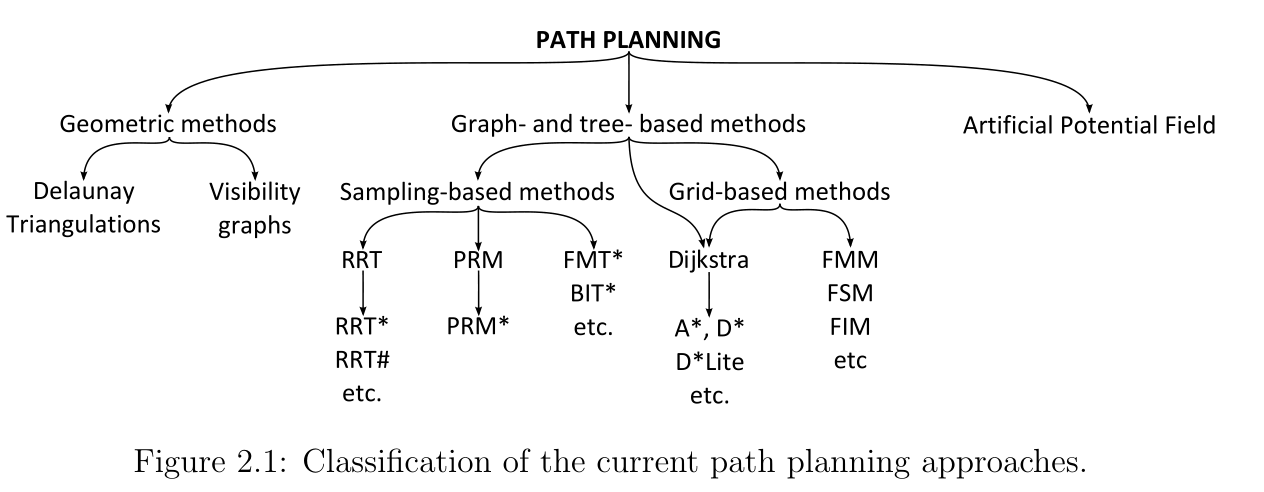 PATH PLANNING
Geometric methods
Graph- and tree- based methods
Artificial Potential Field
Delaunay
Triangulations
Visibility
graphs
Sampling-based methods
Grid-based methods
RRT
PRM
FMT*
BIT*
etc.
Dijkstra
FMM
FSM
FIM
etc
RRT*
RRT#
etc.
PRM*
A*, D*
D*Lite
etc.
Figure 2.1: Classification of the current path planning approaches.